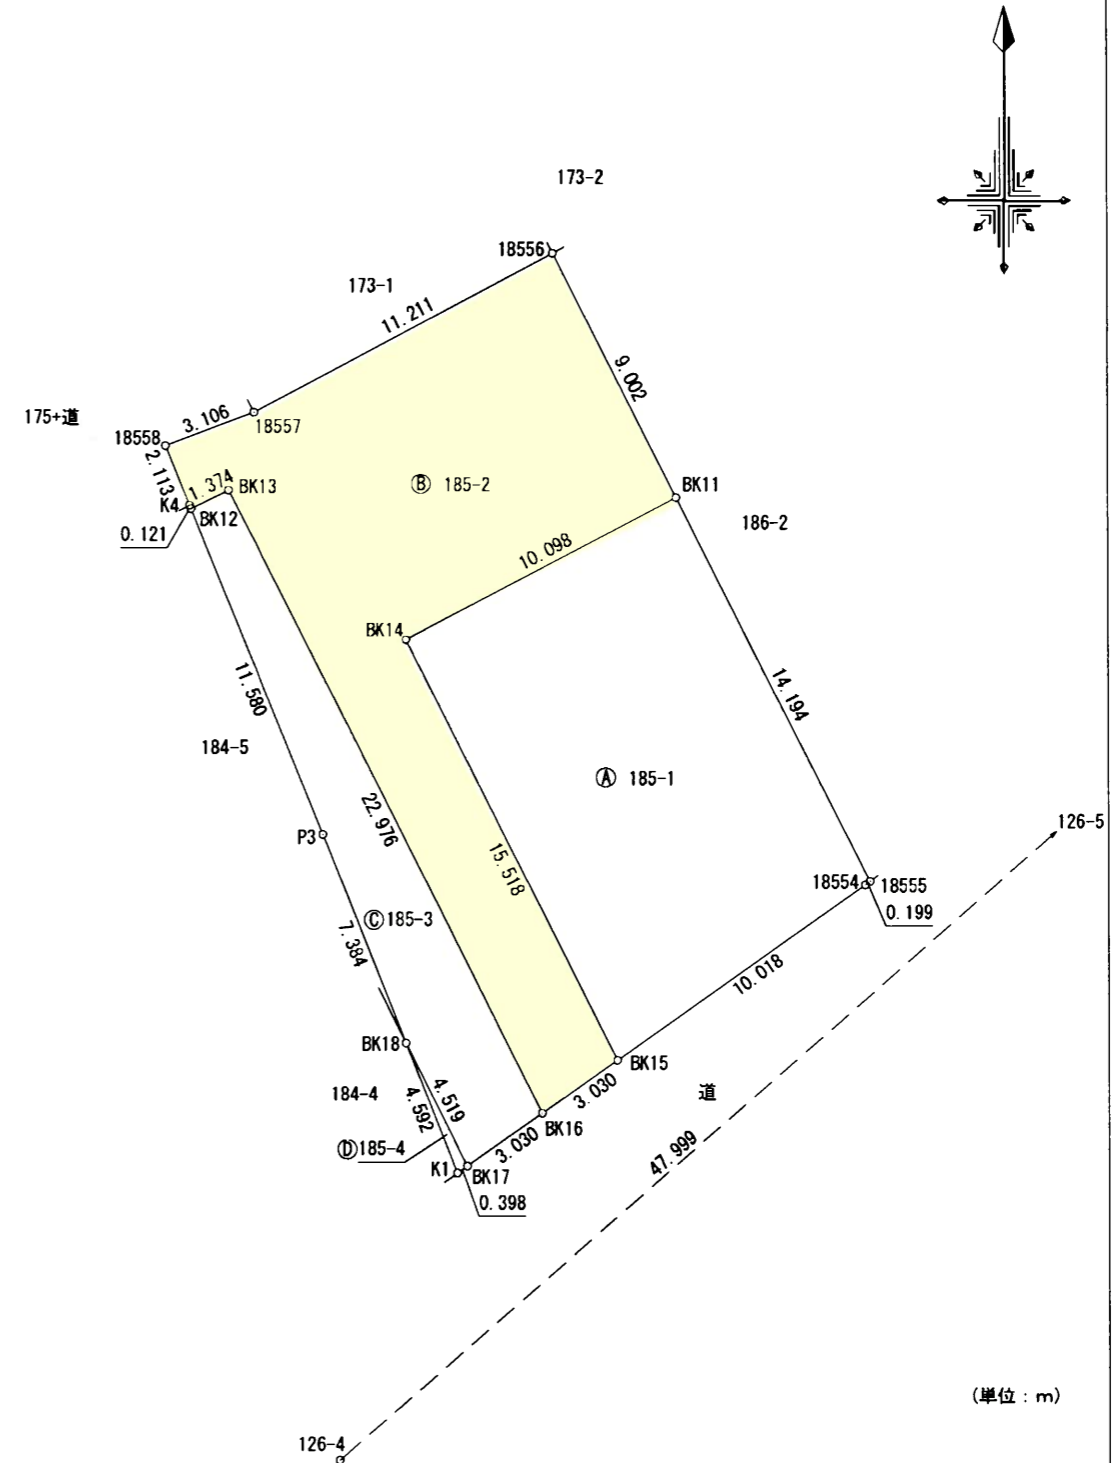 173-2
18556
173-1
11.211
9.002
175+道
3.106
18557
18558
2.113
1.374
BK13
K4
BK12
0.121
Ⓑ 185-2
BK11
186-2
10.098
BK14
11.580
14.194
184-5
Ⓐ 185-1
22.976
P3
126-5
15.518
18554
18555
0.199
Ⓒ185-3
7.384
10.018
BK18
BK15
184-4
4.592
4.519
3.030
道
BK16
Ⓓ185-4
3.030
47.999
K1
BK17
0.398
(単位:m)
126-4